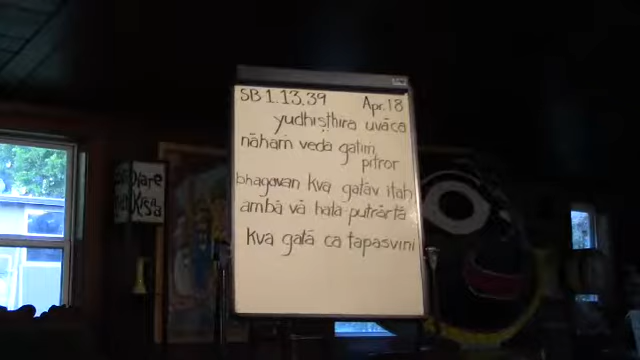 SB 1.13.39 Apr. 18
yudhiṣṭhira uvāca
nāhaṁ veda gatiṁ
pitror
bhagavan kva gatāv itaḥ
ambā vā hata-putrārtā
kva gatā ca tapasvinī
Hare